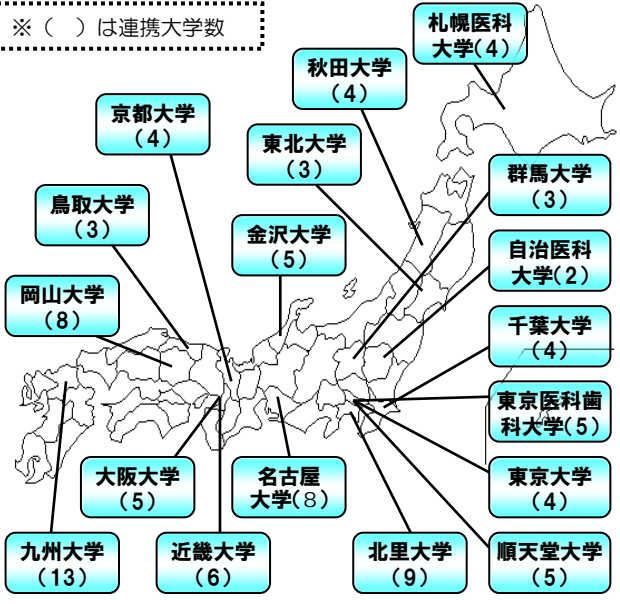 ※（　）は連携大学数
札幌医科
大学(4)
秋田大学
(4)
京都大学
(4)
東北大学
(3)
群馬大学
(3)
鳥取大学
(3)
金沢大学
(5)
自治医科
大学(2)
岡山大学
(8)
千葉大学
(4)
東京医科歯
科大学(5)
大阪大学
(5)
名古屋
大学(8)
東京大学
(4)
九州大学
(13)
近畿大学
(6)
北里大学
(9)
順天堂大学
(5)